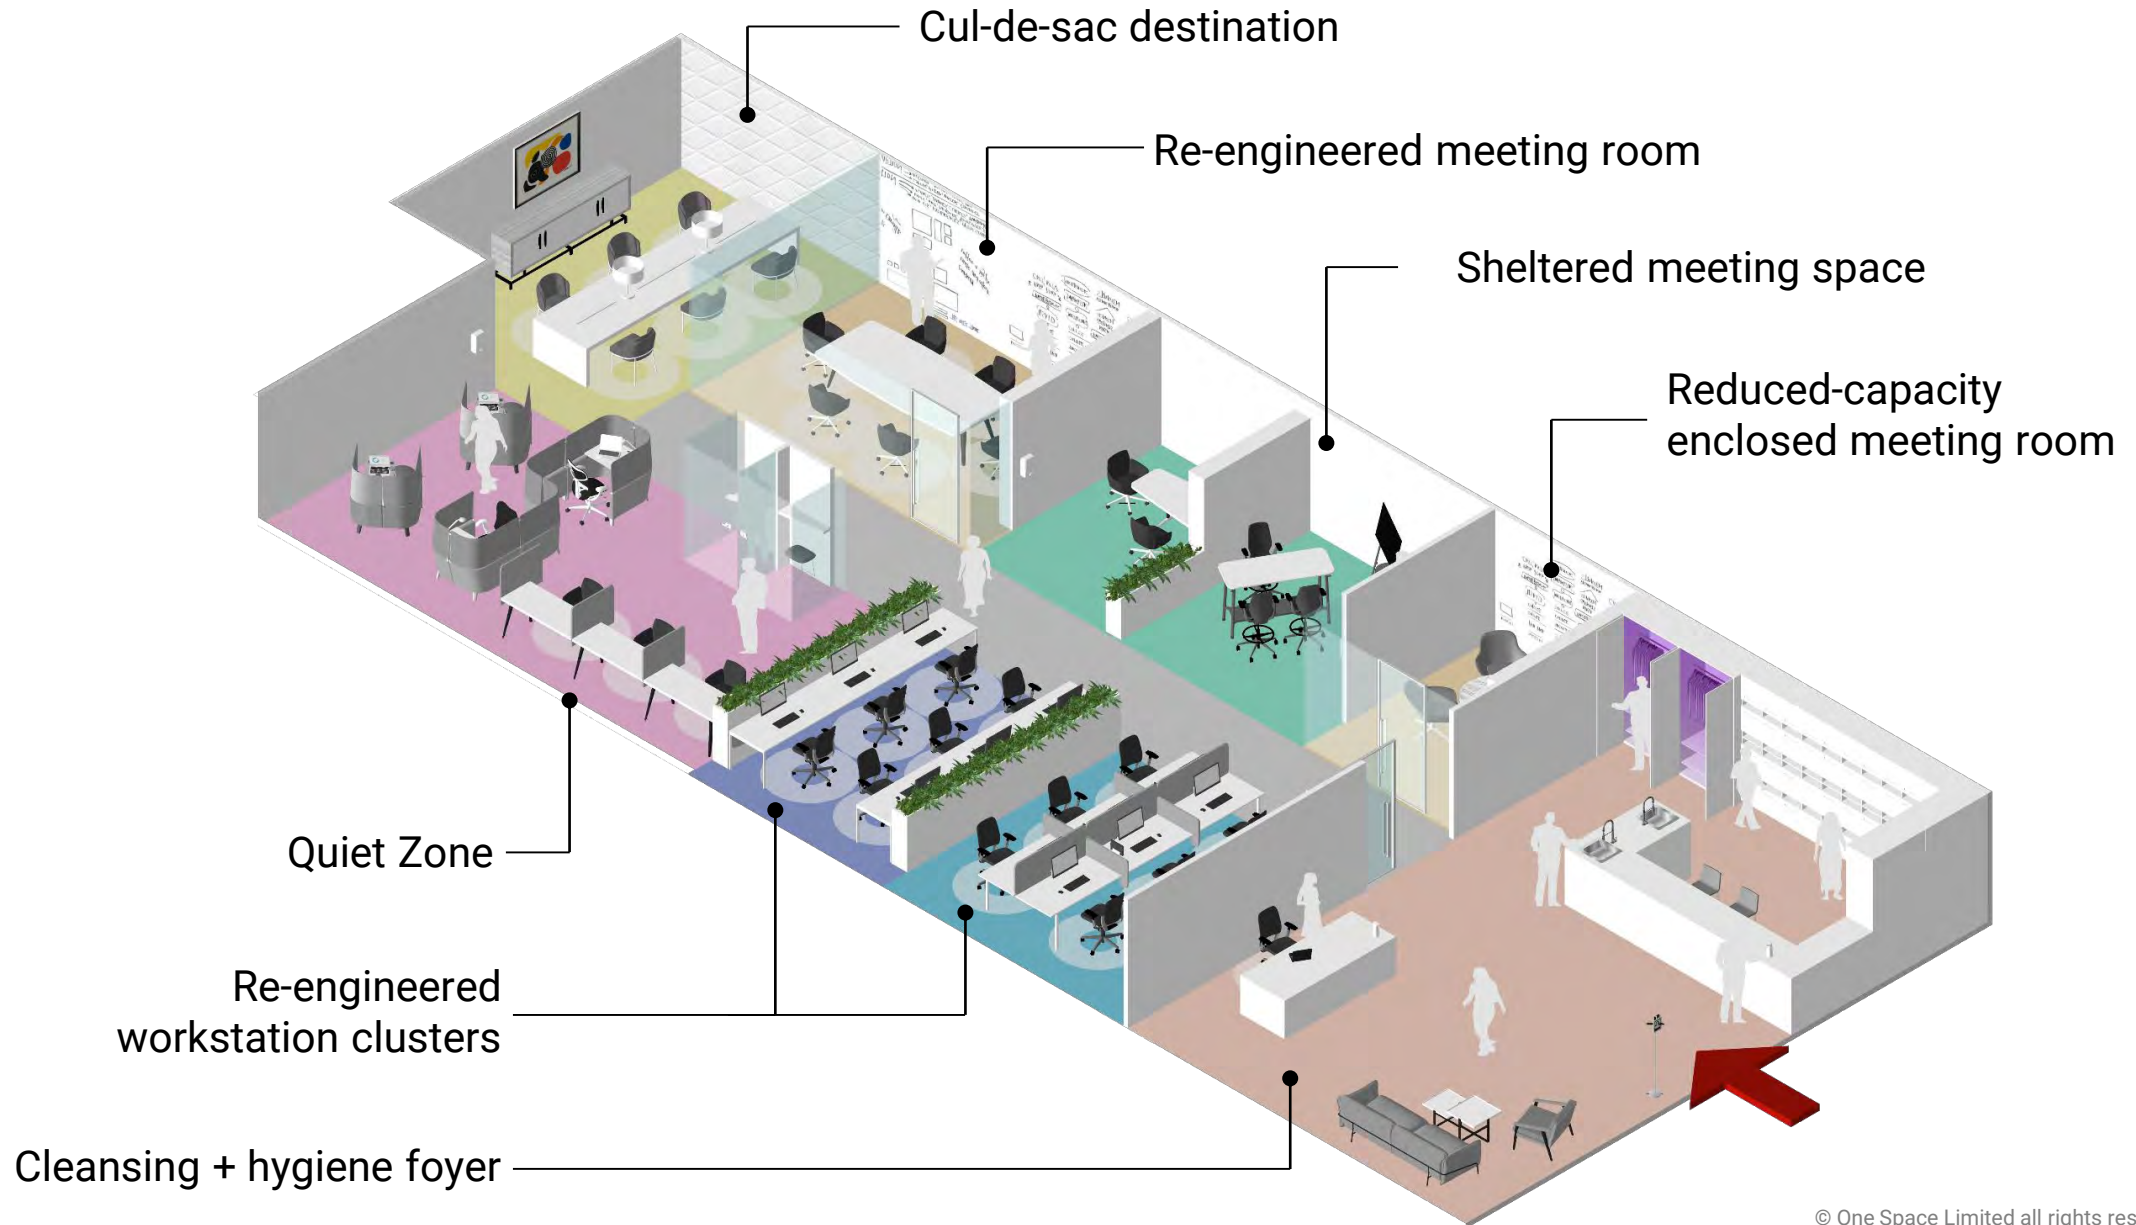 Cul-de-sac destination
Re-engineered meeting room
Sheltered meeting space
Reduced-capacity
enclosed meeting room
Quiet Zone
Re-engineered
workstation clusters
Cleansing + hygiene foyer
© One Space Limited all rights res